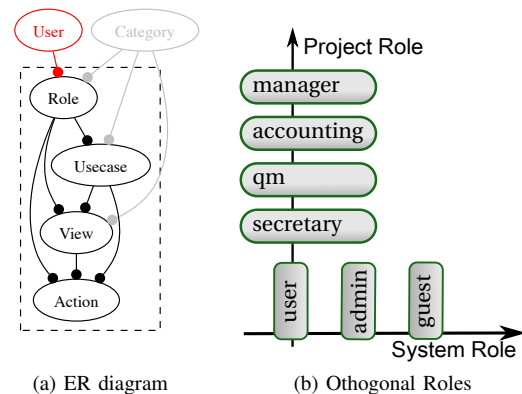 User
Category
Role
Usecase
View
Action
(a) ER diagram
Project Role
manager
accounting
qm
secretary
user
admin
guest
System Role
(b) Othogonal Roles